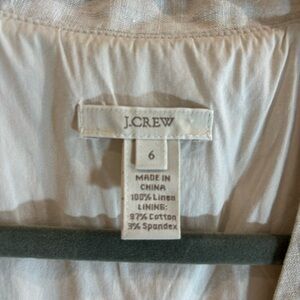 J.CREW
6
MADE IN
CHINA
100% Linen
LINING:
97% Cotton
3% Spandex